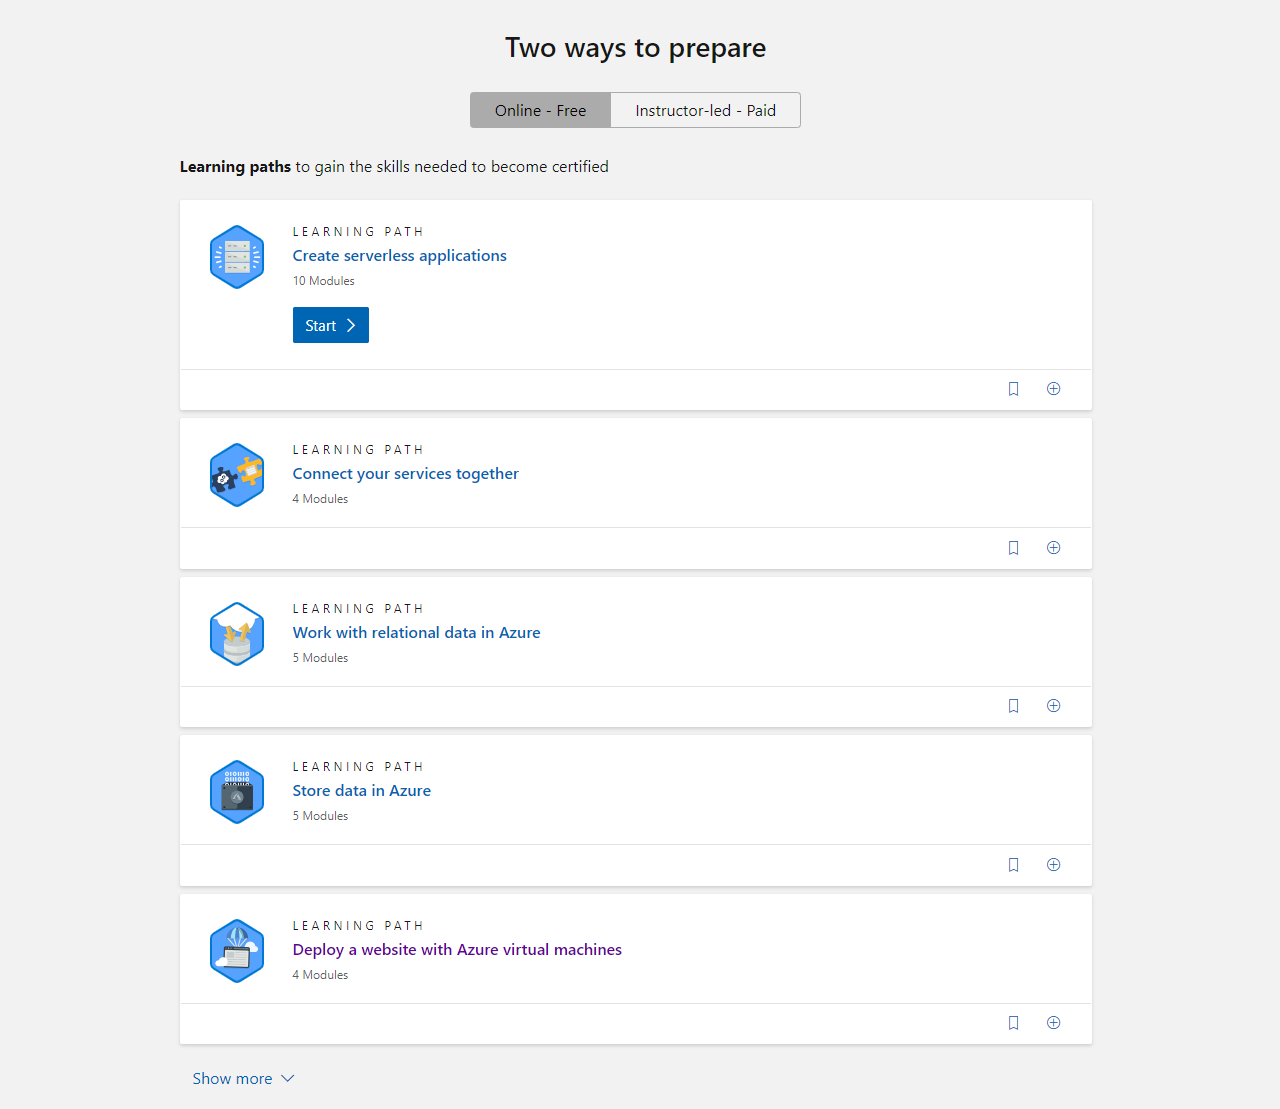 Two ways to prepare
Online - Free
Instructor-led - Paid
Learning paths to gain the skills needed to become certified
LEARNING PATH
Create serverless applications
10 Modules
Start
LEARNING PATH
Connect your services together
4 Modules
LEARNING PATH
Work with relational data in Azure
5 Modules
LEARNING PATH
Store data in Azure
5 Modules
LEARNING PATH
Deploy a website with Azure virtual machines
4 Modules
Show more